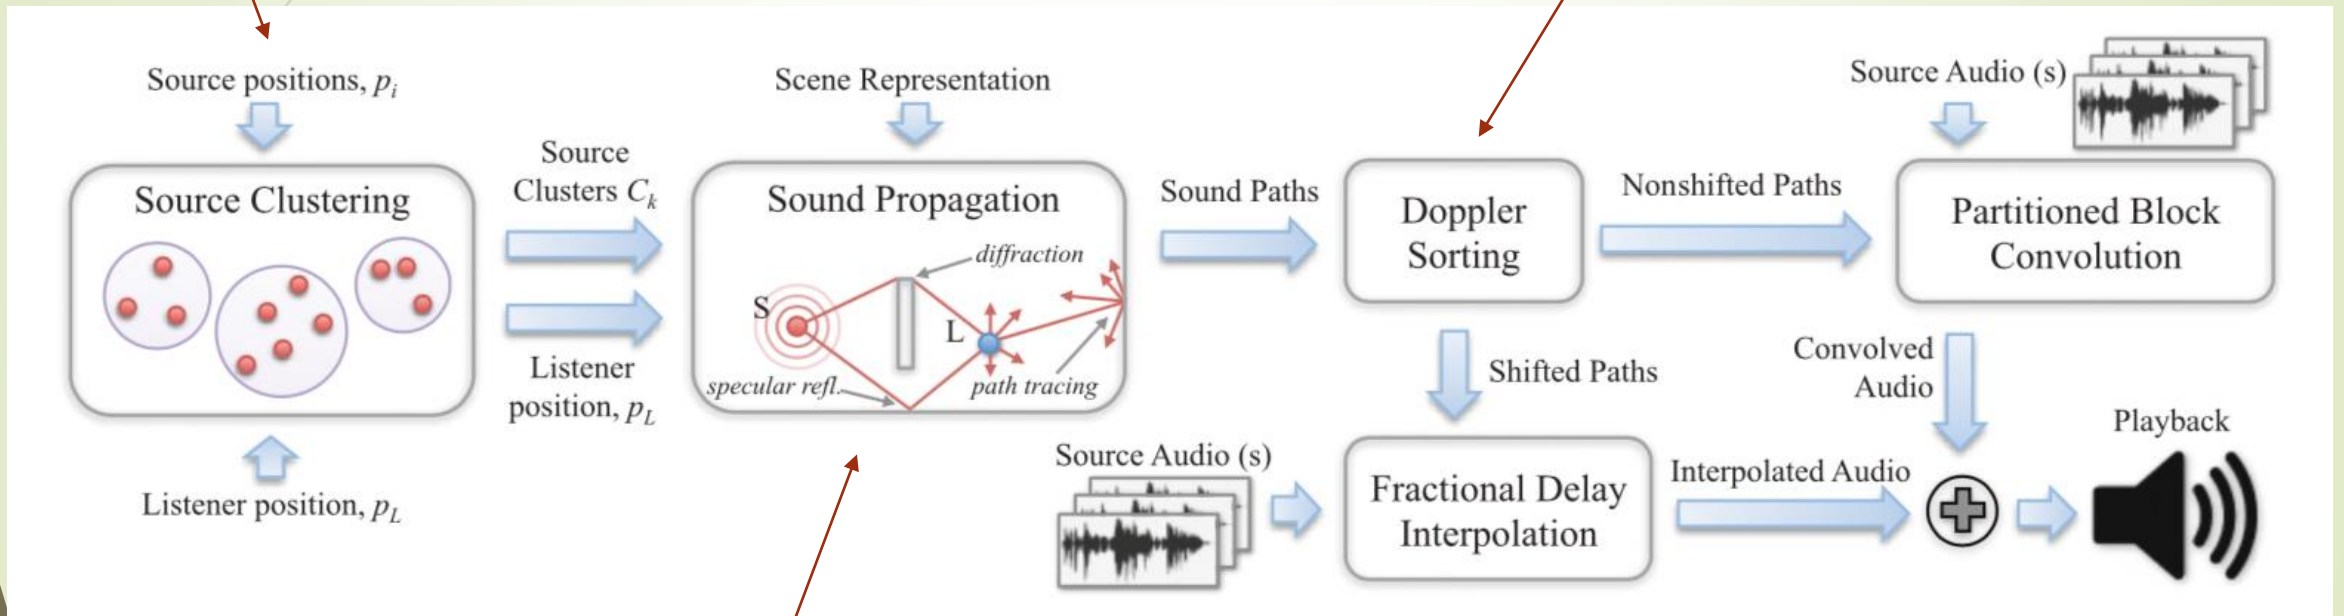 Source positions, p_i
Source Clustering
Listener position, p_L
Source
Clusters C_k
Listener
position, p_L
Scene Representation
Sound Propagation
diffraction
S
L
specular refl.
path tracing
Sound Paths
Doppler
Sorting
Nonshifted Paths
Shifted Paths
Source Audio (s)
Partitioned Block
Convolution
Convolved
Audio
Source Audio (s)
Fractional Delay
Interpolation
Interpolated Audio
Playback